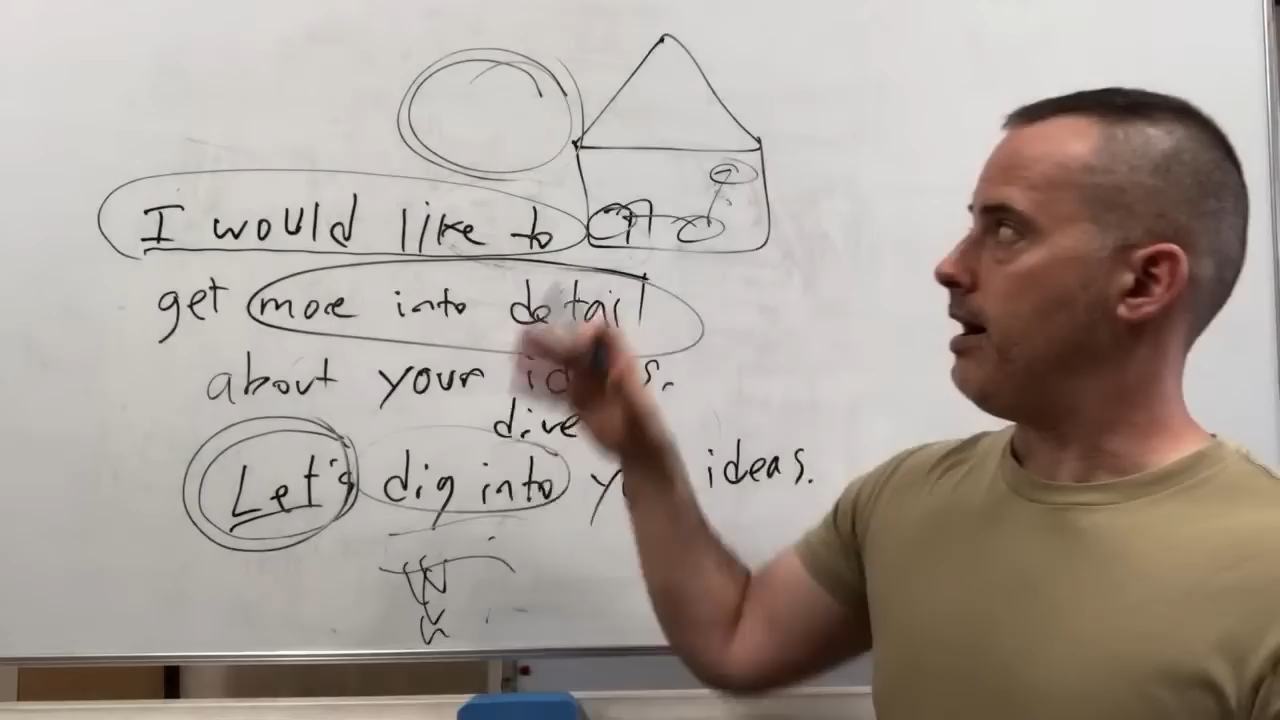 I would like to
get more into detail
about your
dive
Let's dig into ideas.